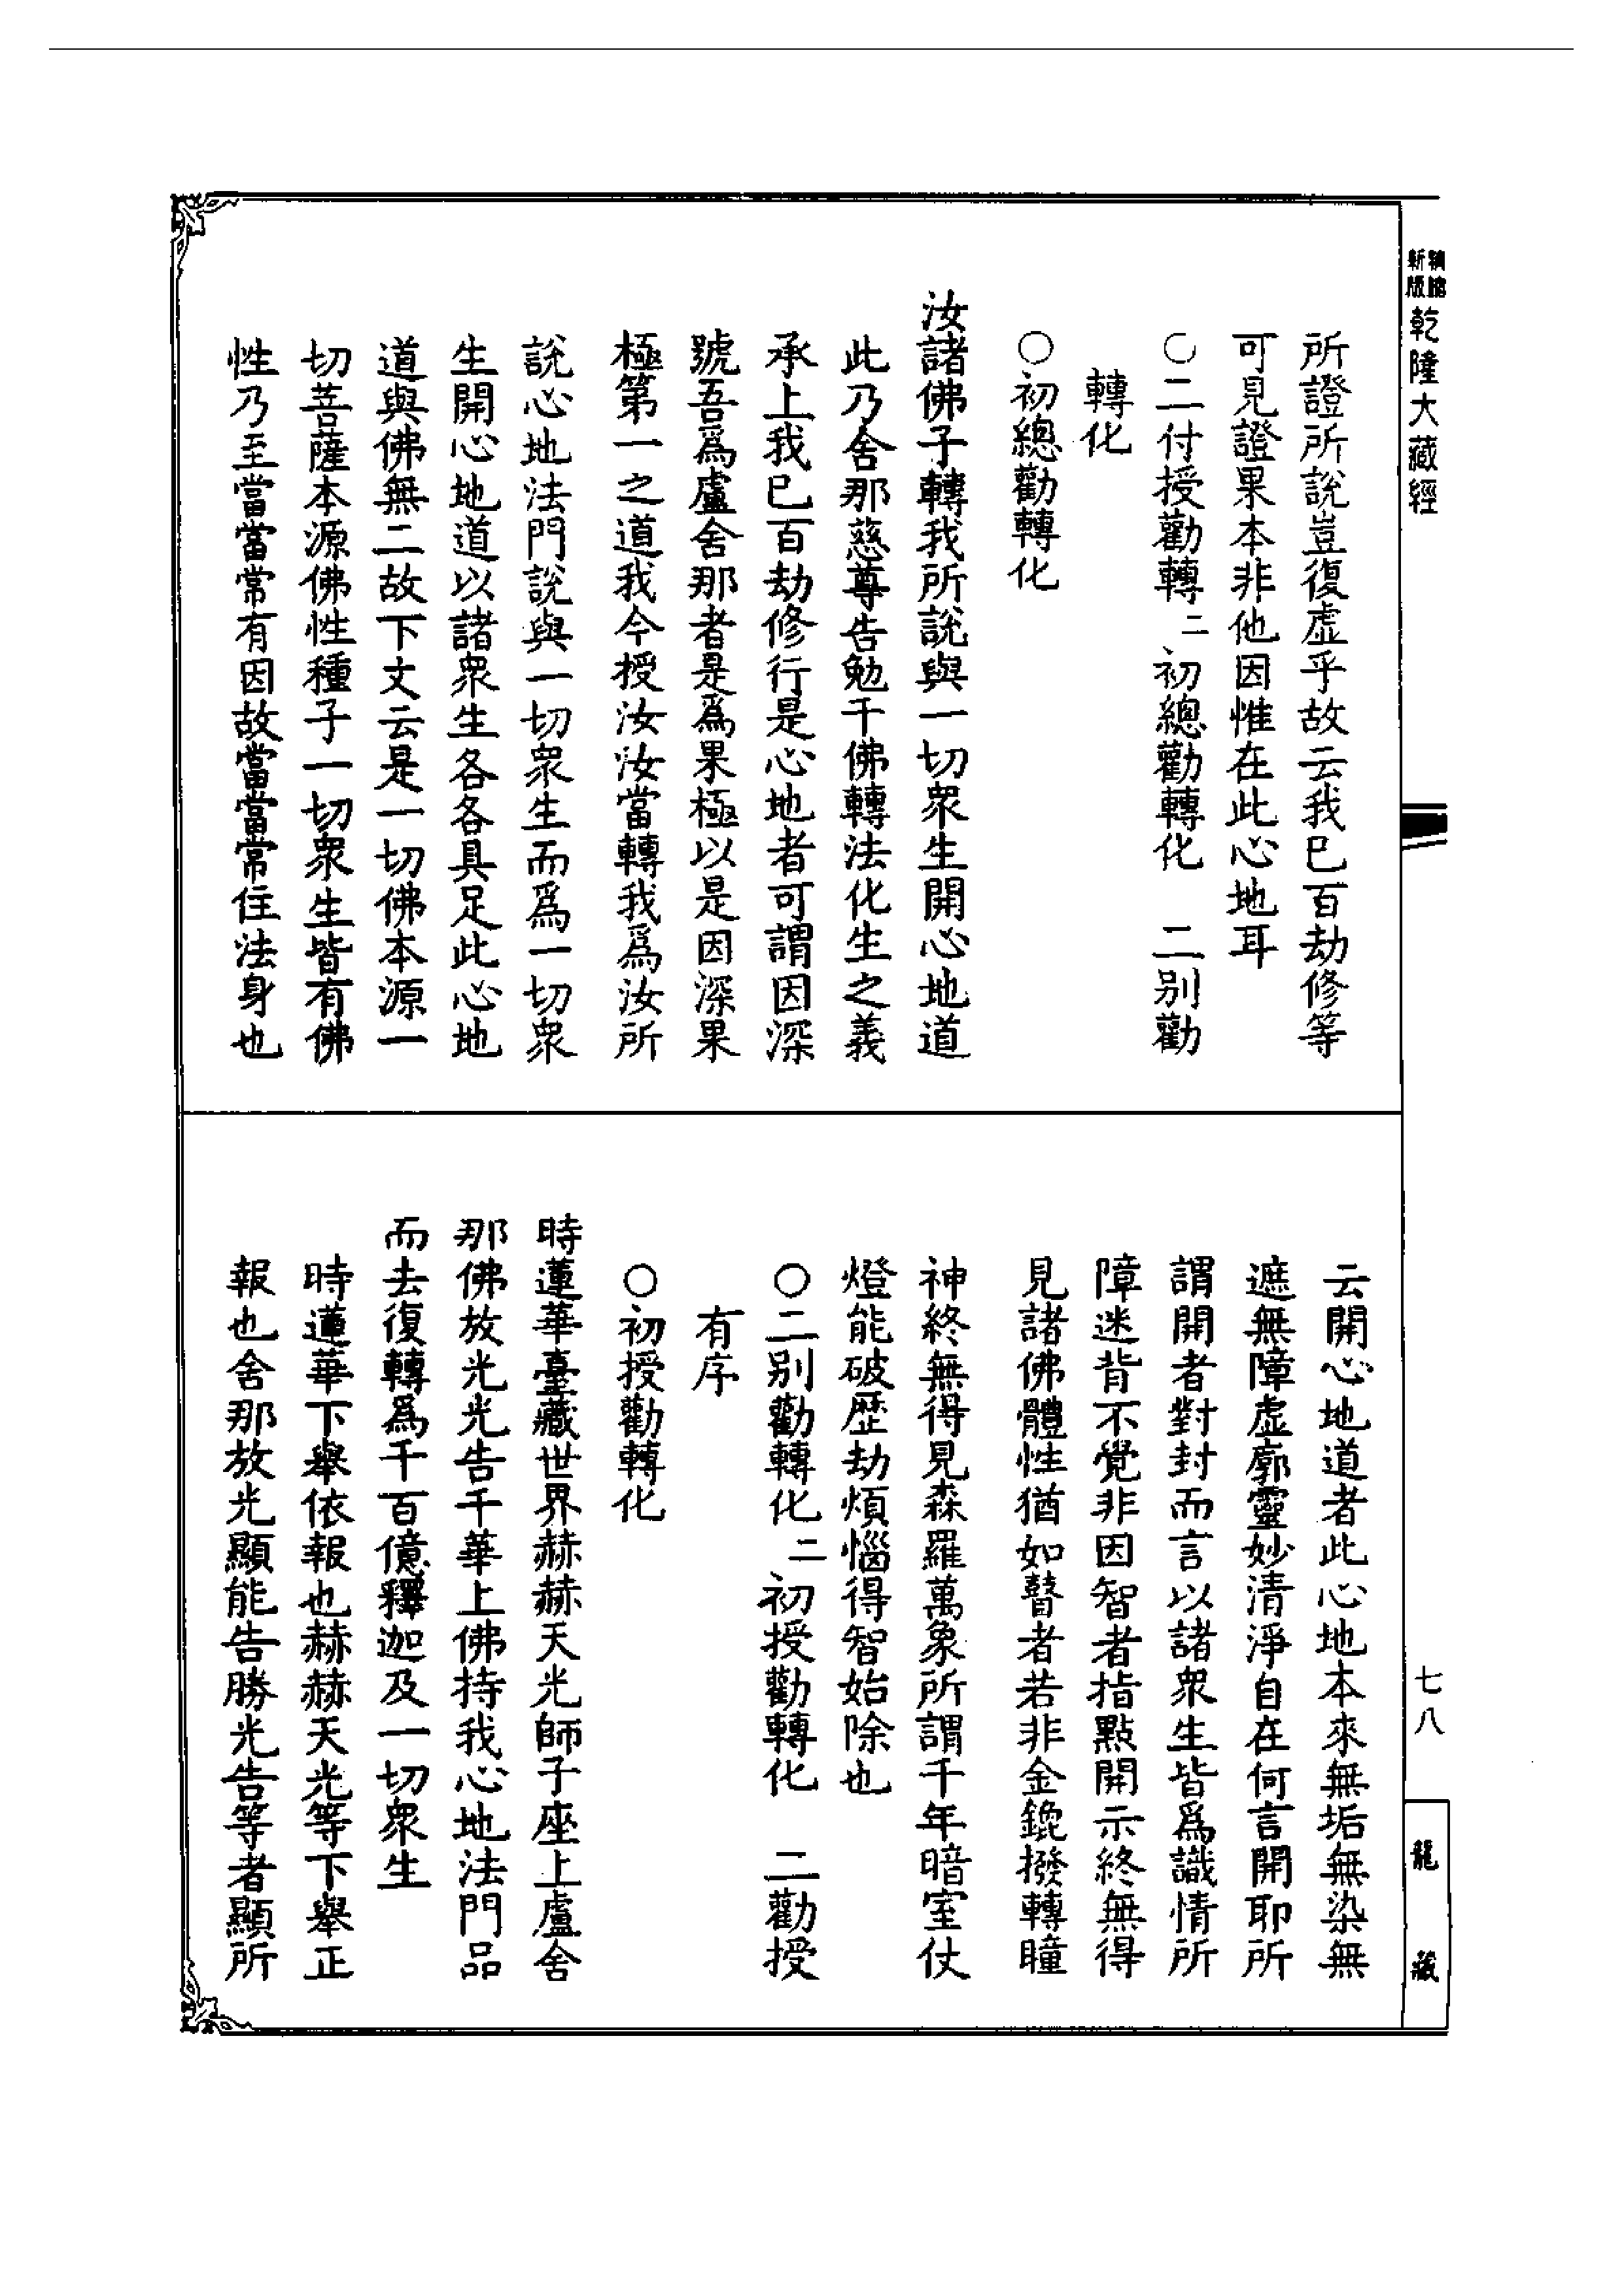 新版
精縮
乾隆大藏經
所證所說豈復虛乎故云我已百劫修等
可見證果本非他因惟在此心地耳
○二付授勸轉二初總勸轉化　二別勸
轉化
○初總勸轉化
汝諸佛子轉我所說與一切眾生開心地道
此乃舍那慈尊告勉千佛轉法化生之義
承上我已百劫修行是心地者可謂因深
號吾為盧舍那者是為果極以是因深果
極第一之道我今授汝汝當轉我為汝所
說心地法門說與一切眾生而為一切眾
生開心地道以諸眾生各各具足此心地
道與佛無二故下文云是一切佛本源一
切菩薩本源佛性種子一切眾生皆有佛
性乃至當當常有因故當當常住法身也
云開心地道者此心地本來無垢無染無
遮無障虛廓靈妙清淨自在何言開耶所
謂開者對封而言以諸眾生皆為識情所
障迷背不覺非因智者指點開示終無得
見諸佛體性猶如瞽者若非金鎞撥轉瞳
神終無得見森羅萬象所謂千年暗室仗
燈能破歷劫煩惱得智始除也
○二別勸轉化二初授勸轉化　二勸授
有序
○初授勸轉化
時蓮華臺藏世界赫赫天光師子座上盧舍
那佛放光光告千華上佛持我心地法門品
而去復轉為千百億釋迦及一切眾生
時蓮華下舉依報也赫赫天光等下舉正
報也舍那放光顯能告勝光告等者顯所
七八
龍藏